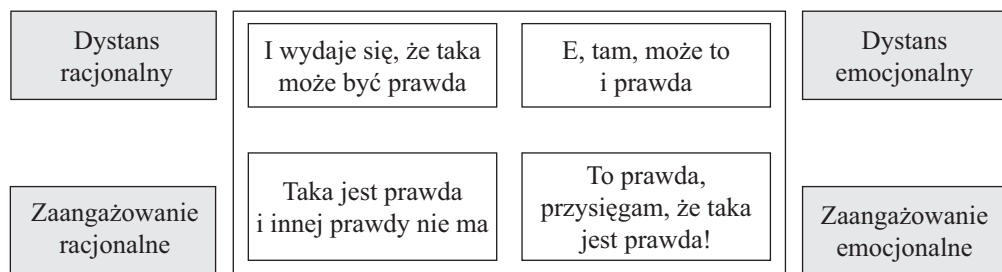 Dystans
racjonalny
I wydaje się, że taka
może być prawda
E, tam, może to
i prawda
Dystans
emocjonalny
Zaangażowanie
racjonalne
Taka jest prawda
i innej prawdy nie ma
To prawda,
przysięgam, że taka
jest prawda!
Zaangażowanie
emocjonalne